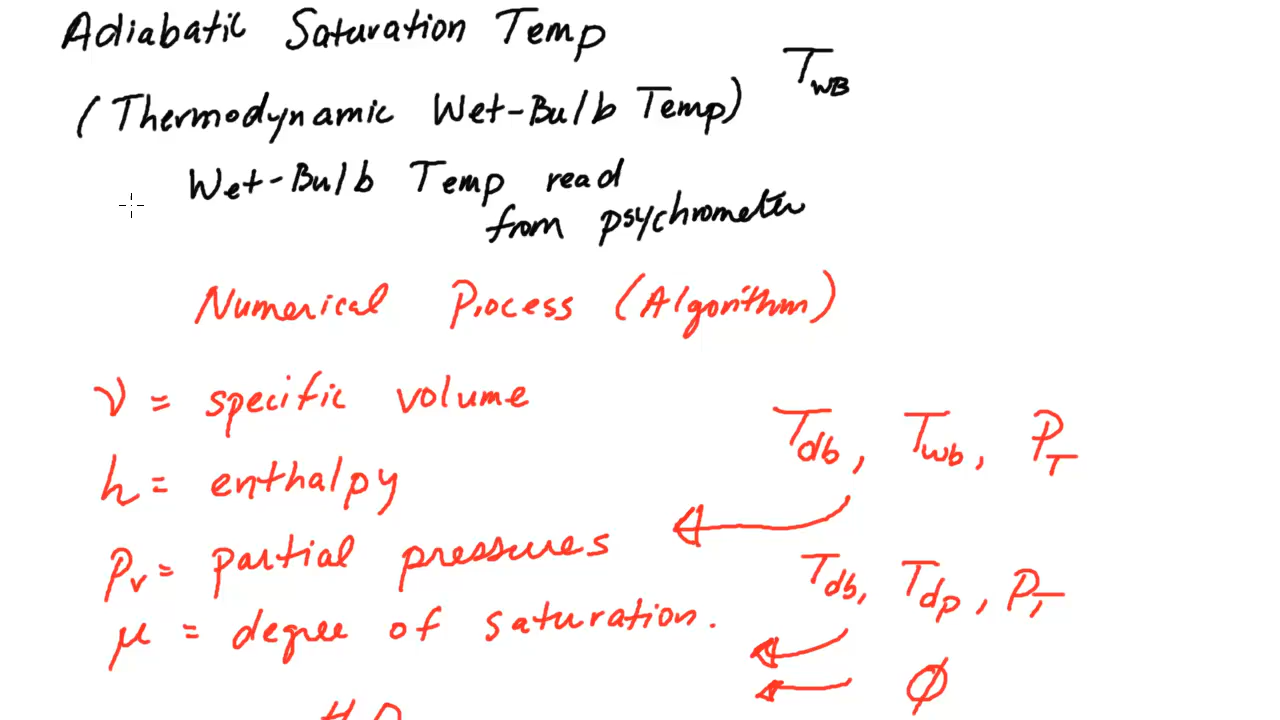 Adiabatic Saturation Temp
(Thermodynamic Wet-Bulb Temp) T_WB
Wet-Bulb Temp read
from psychrometer
Numerical Process (Algorithm)
ν = specific volume
h = enthalpy
T_db, T_wb, P_T
p_v = partial pressures
T_db, T_dp, P_T
μ = degree of saturation.
φ